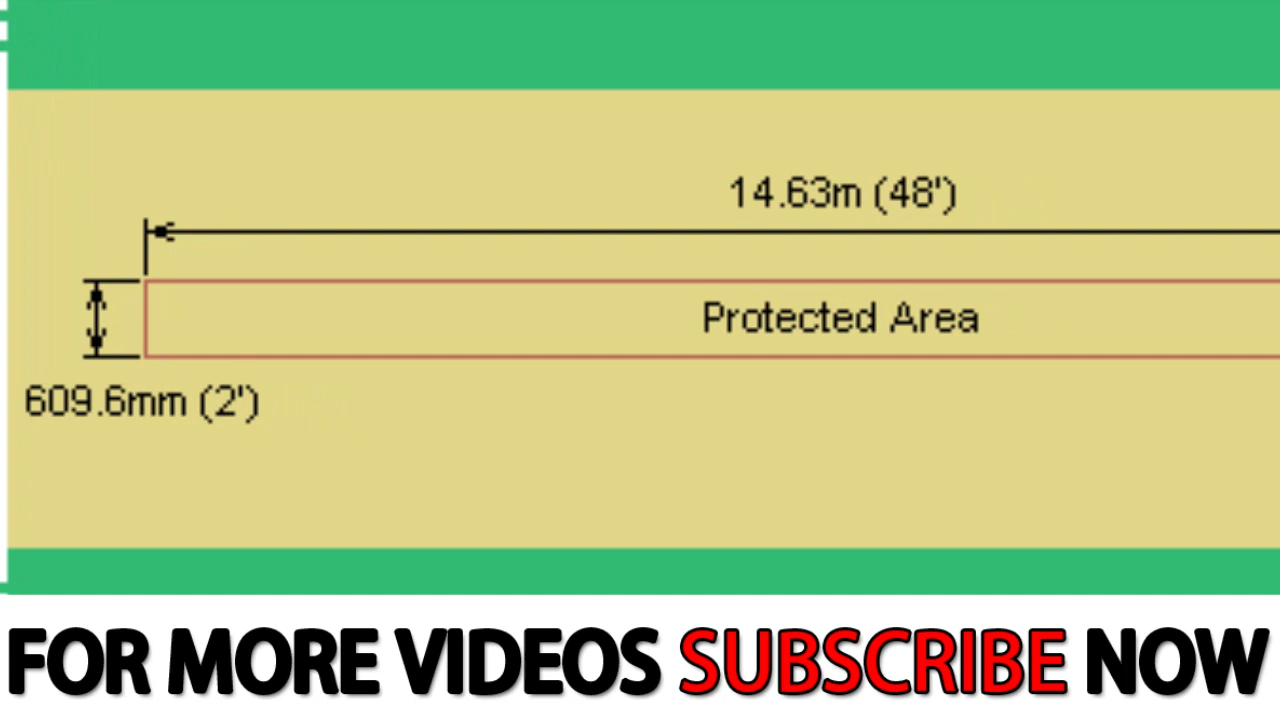 14.63m (48')
Protected Area
609.6mm (2')
FOR MORE VIDEOS SUBSCRIBE NOW